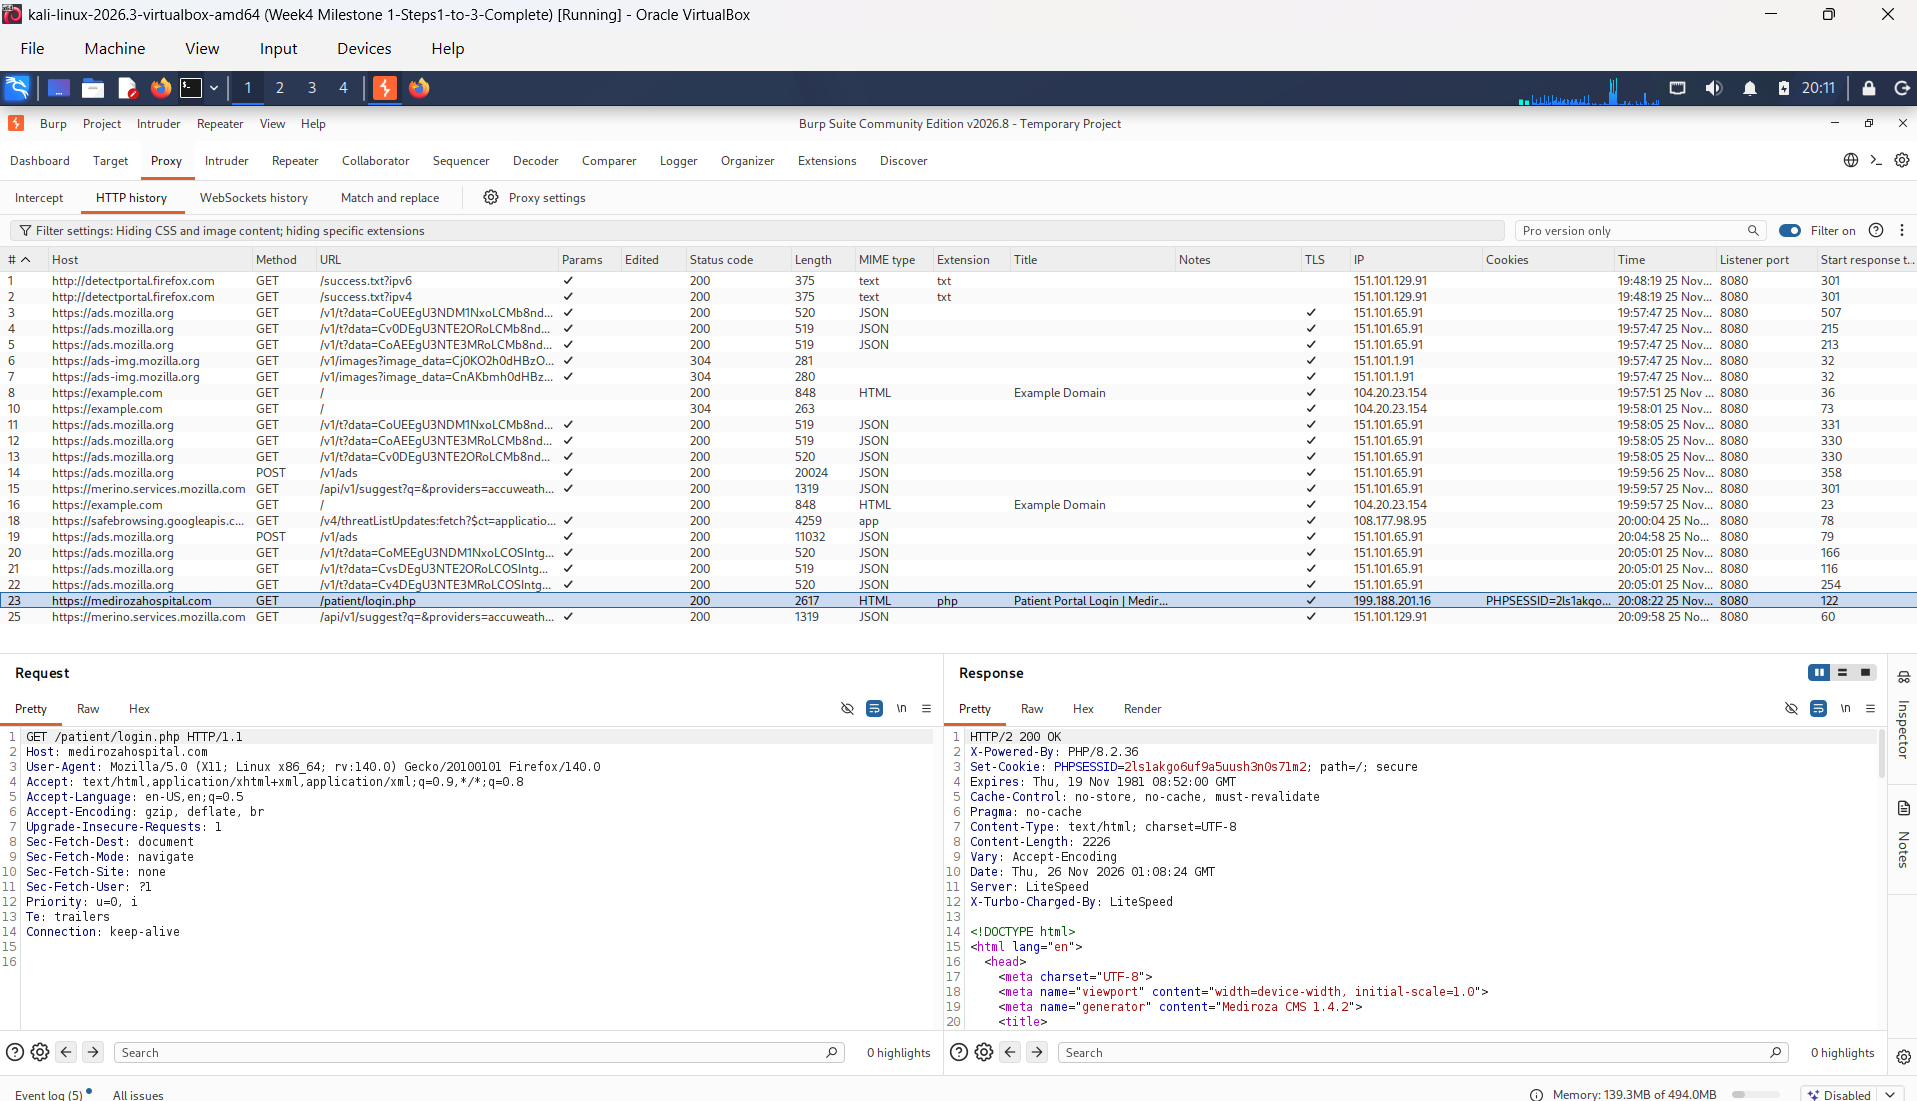 kali-linux-2026.3-virtualbox-amd64 (Week4 Milestone 1-Steps1-to-3-Complete) [Running] - Oracle VirtualBox
File Machine View Input Devices Help
1 2 3 4 20:11
Burp Project Intruder Repeater View Help Burp Suite Community Edition v2026.8 - Temporary Project
Dashboard Target Proxy Intruder Repeater Collaborator Sequencer Decoder Comparer Logger Organizer Extensions Discover
Intercept HTTP history WebSockets history Match and replace Proxy settings
Filter settings: Hiding CSS and image content; hiding specific extensions Pro version only Filter on
# Host Method URL Params Edited Status code Length MIME type Extension Title Notes TLS IP Cookies Time Listener port Start response t...
1 http://detectportal.firefox.com GET /success.txt?ipv6 ✓ 200 375 text txt 151.101.129.91 19:48:19 25 Nov... 8080 301
2 http://detectportal.firefox.com GET /success.txt?ipv4 ✓ 200 375 text txt 151.101.129.91 19:48:19 25 Nov... 8080 301
3 https://ads.mozilla.org GET /v1/t?data=CoUEEgU3NDM1NxoLCMb8nd... ✓ 200 520 JSON ✓ 151.101.65.91 19:57:47 25 Nov... 8080 507
4 https://ads.mozilla.org GET /v1/t?data=Cv0DEgU3NTE2ORoLCMb8nd... ✓ 200 519 JSON ✓ 151.101.65.91 19:57:47 25 Nov... 8080 215
5 https://ads.mozilla.org GET /v1/t?data=CoAEEgU3NTE3MRoLCMb8nd... ✓ 200 519 JSON ✓ 151.101.65.91 19:57:47 25 Nov... 8080 213
6 https://ads-img.mozilla.org GET /v1/images?image_data=Cj0KO2h0dHBzO... ✓ 304 281 ✓ 151.101.1.91 19:57:47 25 Nov... 8080 32
7 https://ads-img.mozilla.org GET /v1/images?image_data=CnAKbmh0dHBz... ✓ 304 280 ✓ 151.101.1.91 19:57:47 25 Nov... 8080 32
8 https://example.com GET / 200 848 HTML Example Domain ✓ 104.20.23.154 19:57:51 25 Nov ... 8080 36
10 https://example.com GET / 304 263 ✓ 104.20.23.154 19:58:01 25 Nov ... 8080 73
11 https://ads.mozilla.org GET /v1/t?data=CoUEEgU3NDM1NxoLCMb8nd... ✓ 200 519 JSON ✓ 151.101.65.91 19:58:05 25 Nov... 8080 331
12 https://ads.mozilla.org GET /v1/t?data=CoAEEgU3NTE3MRoLCMb8nd... ✓ 200 519 JSON ✓ 151.101.65.91 19:58:05 25 Nov... 8080 330
13 https://ads.mozilla.org GET /v1/t?data=Cv0DEgU3NTE2ORoLCMb8nd... ✓ 200 520 JSON ✓ 151.101.65.91 19:58:05 25 Nov... 8080 330
14 https://ads.mozilla.org POST /v1/ads ✓ 200 20024 JSON ✓ 151.101.65.91 19:59:56 25 Nov... 8080 358
15 https://merino.services.mozilla.com GET /api/v1/suggest?q=&providers=accuweath... ✓ 200 1319 JSON ✓ 151.101.65.91 19:59:57 25 Nov... 8080 301
16 https://example.com GET / 200 848 HTML Example Domain ✓ 104.20.23.154 19:59:57 25 Nov... 8080 23
18 https://safebrowsing.googleapis.c... GET /v4/threatListUpdates:fetch?$ct=applicatio... ✓ 200 4259 app ✓ 108.177.98.95 20:00:04 25 No... 8080 78
19 https://ads.mozilla.org POST /v1/ads ✓ 200 11032 JSON ✓ 151.101.65.91 20:04:58 25 No... 8080 79
20 https://ads.mozilla.org GET /v1/t?data=CoMEEgU3NDM1NxoLCOSIntg... ✓ 200 520 JSON ✓ 151.101.65.91 20:05:01 25 Nov... 8080 166
21 https://ads.mozilla.org GET /v1/t?data=CvsDEgU3NTE2ORoLCOSIntg... ✓ 200 519 JSON ✓ 151.101.65.91 20:05:01 25 Nov... 8080 116
22 https://ads.mozilla.org GET /v1/t?data=Cv4DEgU3NTE3MRoLCOSIntg... ✓ 200 520 JSON ✓ 151.101.65.91 20:05:01 25 Nov... 8080 254
23 https://medirozahospital.com GET /patient/login.php 200 2617 HTML php Patient Portal Login | Medir... ✓ 199.188.201.16 PHPSESSID=2ls1akgo... 20:08:22 25 Nov... 8080 122
25 https://merino.services.mozilla.com GET /api/v1/suggest?q=&providers=accuweath... ✓ 200 1319 JSON ✓ 151.101.129.91 20:09:58 25 No... 8080 60
Request
Pretty Raw Hex \n
1 GET /patient/login.php HTTP/1.1
2 Host: medirozahospital.com
3 User-Agent: Mozilla/5.0 (X11; Linux x86_64; rv:140.0) Gecko/20100101 Firefox/140.0
4 Accept: text/html,application/xhtml+xml,application/xml;q=0.9,*/*;q=0.8
5 Accept-Language: en-US,en;q=0.5
6 Accept-Encoding: gzip, deflate, br
7 Upgrade-Insecure-Requests: 1
8 Sec-Fetch-Dest: document
9 Sec-Fetch-Mode: navigate
10 Sec-Fetch-Site: none
11 Sec-Fetch-User: ?1
12 Priority: u=0, i
13 Te: trailers
14 Connection: keep-alive
15
16
Search 0 highlights
Response
Pretty Raw Hex Render \n
1 HTTP/2 200 OK
2 X-Powered-By: PHP/8.2.36
3 Set-Cookie: PHPSESSID=2ls1akgo6uf9a5uush3n0s71m2; path=/; secure
4 Expires: Thu, 19 Nov 1981 08:52:00 GMT
5 Cache-Control: no-store, no-cache, must-revalidate
6 Pragma: no-cache
7 Content-Type: text/html; charset=UTF-8
8 Content-Length: 2226
9 Vary: Accept-Encoding
10 Date: Thu, 26 Nov 2026 01:08:24 GMT
11 Server: LiteSpeed
12 X-Turbo-Charged-By: LiteSpeed
13
14 <!DOCTYPE html>
15 <html lang="en">
16 <head>
17 <meta charset="UTF-8">
18 <meta name="viewport" content="width=device-width, initial-scale=1.0">
19 <meta name="generator" content="Mediroza CMS 1.4.2">
20 <title>
Search 0 highlights
Inspector
Notes
Event log (5) All issues Memory: 139.3MB of 494.0MB Disabled